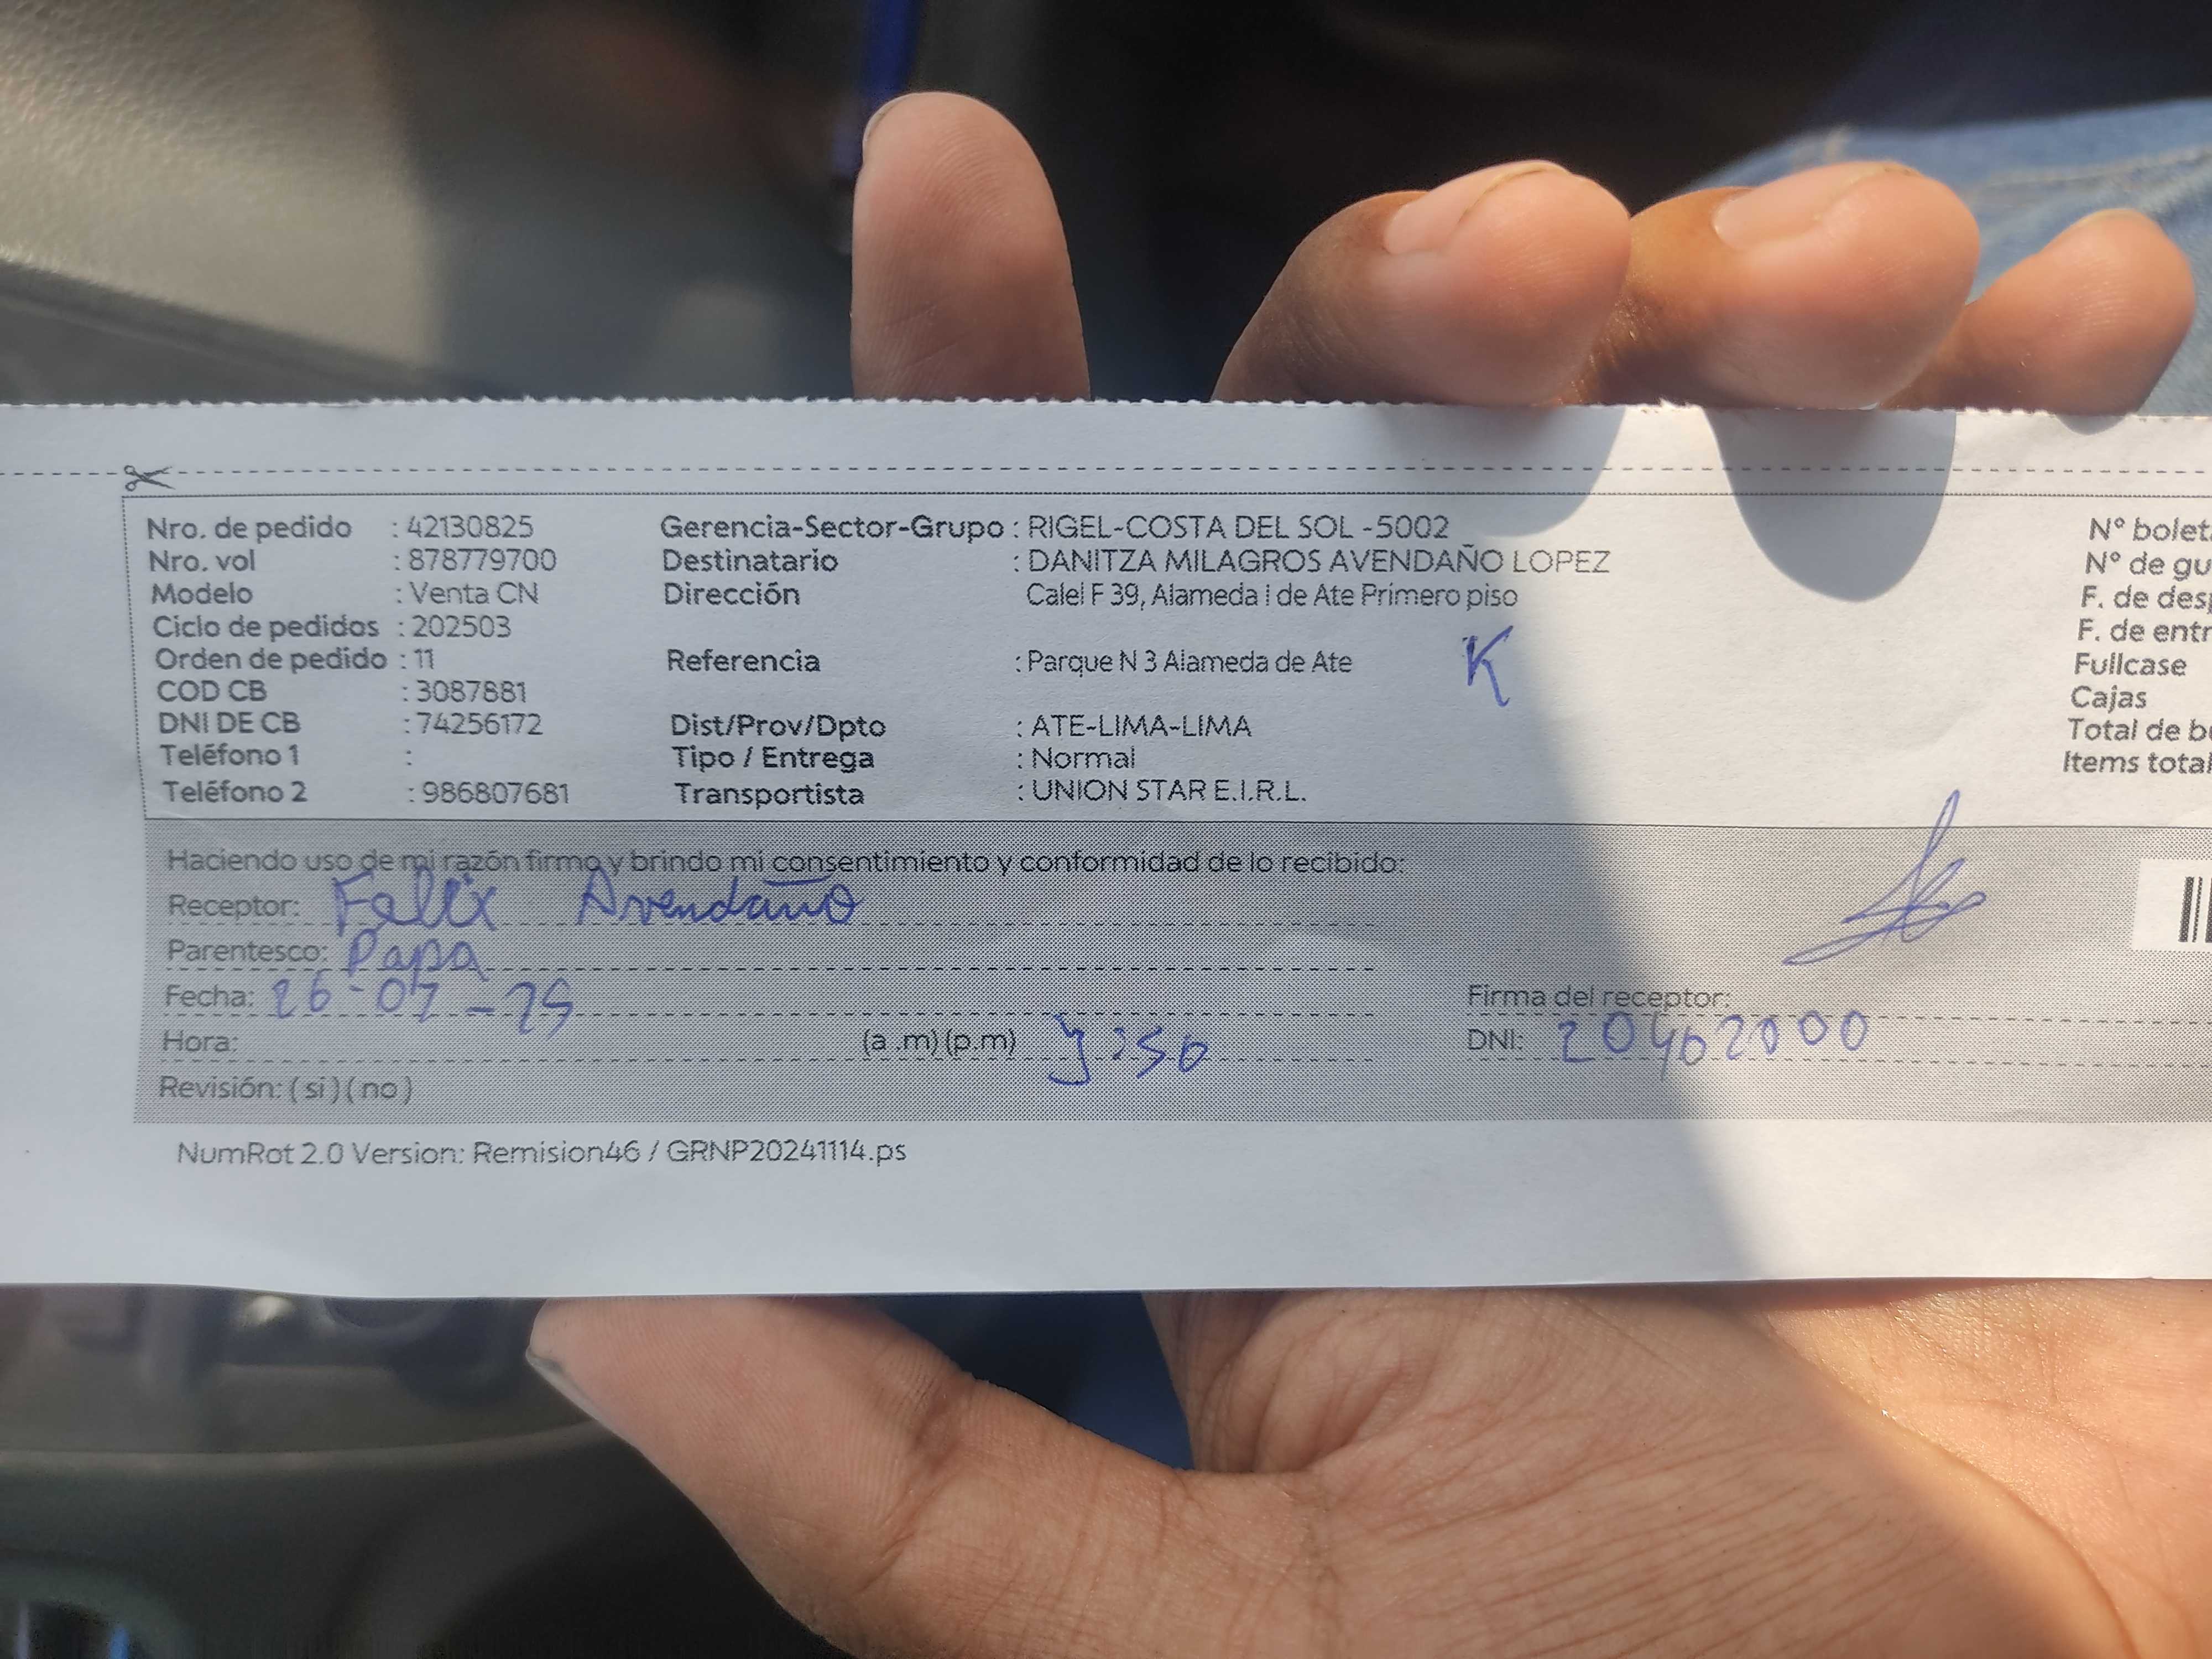 Nro. de pedido : 42130825 Gerencia-Sector-Grupo : RIGEL-COSTA DEL SOL -5002 N° bolet
Nro. vol : 878779700 Destinatario : DANITZA MILAGROS AVENDAÑO LOPEZ N° de gu
Modelo : Venta CN Dirección Calel F 39, Alameda i de Ate Primero piso F. de des
Ciclo de pedidos : 202503 F. de entr
Orden de pedido : 11 Referencia : Parque N 3 Alameda de Ate K Fullcase
COD CB : 3087881 Cajas
DNI DE CB : 74256172 Dist/Prov/Dpto : ATE-LIMA-LIMA Total de b
Teléfono 1 : Tipo / Entrega : Normal Items total
Teléfono 2 : 986807681 Transportista : UNION STAR E.I.R.L.
Haciendo uso de mi razón firmo y brindo mi consentimiento y conformidad de lo recibido:
Receptor: Felix Avendaño
Parentesco: Papa
Fecha: 26-02-25 Firma del receptor:
Hora: (a .m) (p.m) DNI: 20462000
Revisión: ( si ) ( no )
NumRot 2.0 Version: Remision46 / GRNP20241114.ps